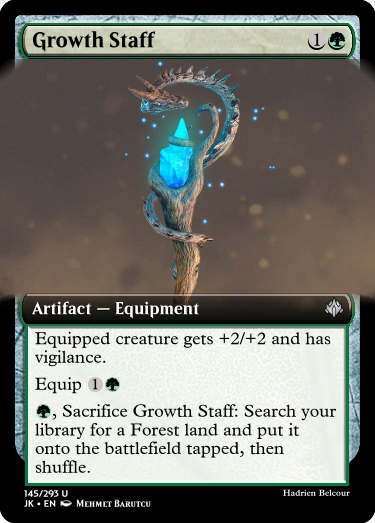 Growth Staff 1
Artifact — Equipment
Equipped creature gets +2/+2 and has
vigilance.
Equip 1
, Sacrifice Growth Staff: Search your
library for a Forest land and put it
onto the battlefield tapped, then
shuffle.
145/293 U
JK • EN Mehmet Barutcu
Hadrien Belcour